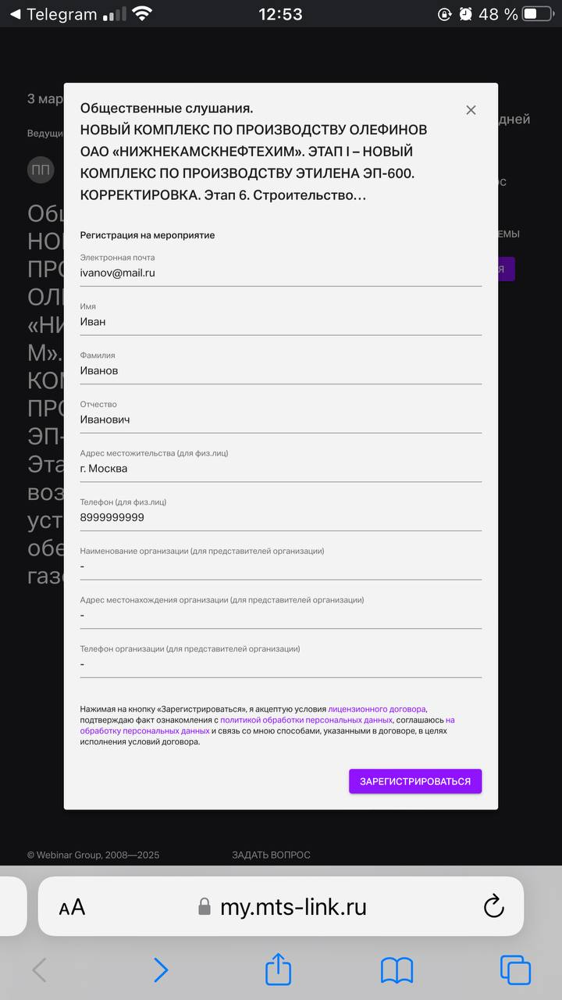 Telegram
12:53
48 %
3 мар
дней
Ведущи
ПП
Общественные слушания.
НОВЫЙ КОМПЛЕКС ПО ПРОИЗВОДСТВУ ОЛЕФИНОВ
ОАО «НИЖНЕКАМСКНЕФТЕХИМ». ЭТАП I – НОВЫЙ
КОМПЛЕКС ПО ПРОИЗВОДСТВУ ЭТИЛЕНА ЭП-600.
КОРРЕКТИРОВКА. Этап 6. Строительство...
Регистрация на мероприятие
Электронная почта
ivanov@mail.ru
Имя
Иван
Фамилия
Иванов
Отчество
Иванович
Адрес местожительства (для физ.лиц)
г. Москва
Телефон (для физ.лиц)
8999999999
Наименование организации (для представителей организации)
-
Адрес местонахождения организации (для представителей организации)
-
Телефон организации (для представителей организации)
-
Нажимая на кнопку «Зарегистрироваться», я акцептую условия лицензионного договора,
подтверждаю факт ознакомления с политикой обработки персональных данных, соглашаюсь на
обработку персональных данных и связь со мною способами, указанными в договоре, в целях
исполнения условий договора.
ЗАРЕГИСТРИРОВАТЬСЯ
НО
ПРО
«НИ
М».
КОМ
ПРО
ЭП-
Эта
воз
уст
обе
газо
ЕМЫ
Я
© Webinar Group, 2008—2025
ЗАДАТЬ ВОПРОС
AA
my.mts-link.ru